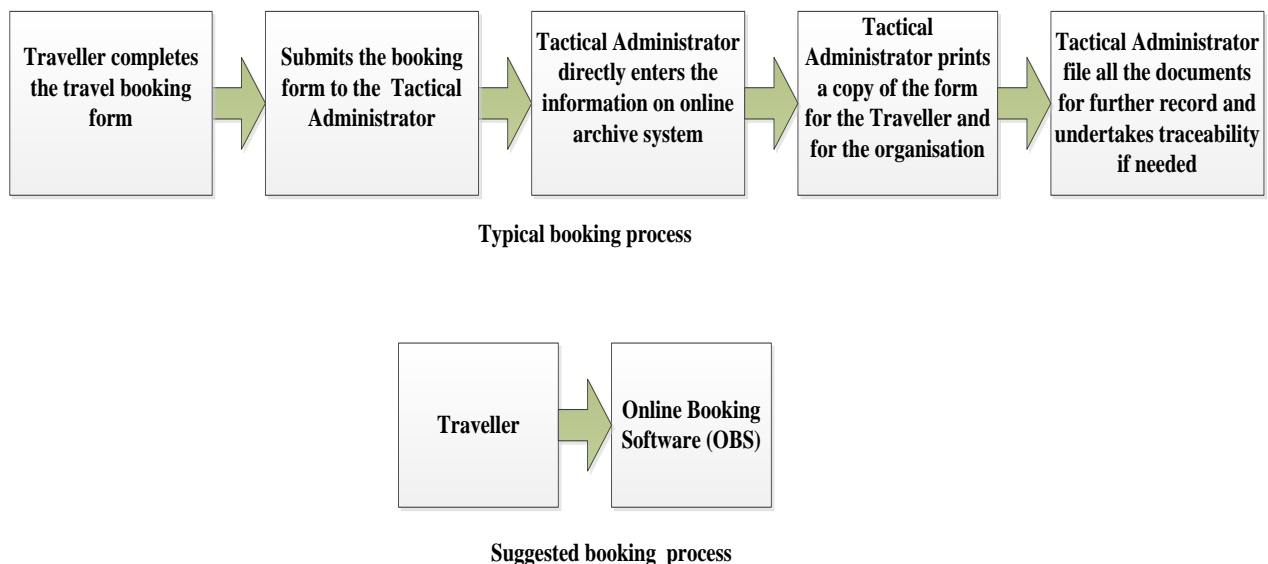 Traveller completes
the travel booking
form
Submits the booking
form to the Tactical
Administrator
Tactical Administrator
directly enters the
information on online
archive system
Tactical
Administrator prints
a copy of the form
for the Traveller and
for the organisation
Tactical Administrator
file all the documents
for further record and
undertakes traceability
if needed
Typical booking process
Traveller
Online Booking
Software (OBS)
Suggested booking process